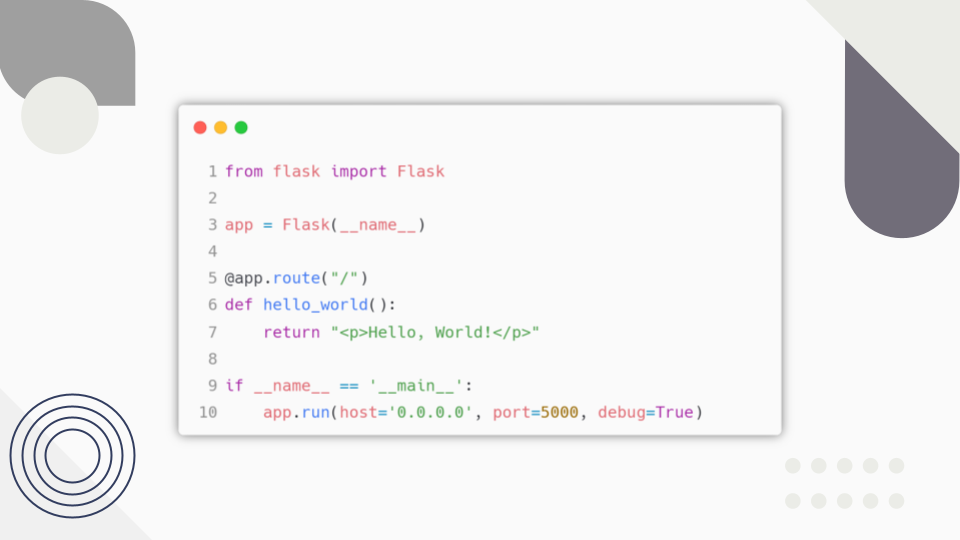 1 from flask import Flask
2
3 app = Flask(__name__)
4
5 @app.route("/")
6 def hello_world():
7     return "<p>Hello, World!</p>"
8
9 if __name__ == '__main__':
10     app.run(host='0.0.0.0', port=5000, debug=True)